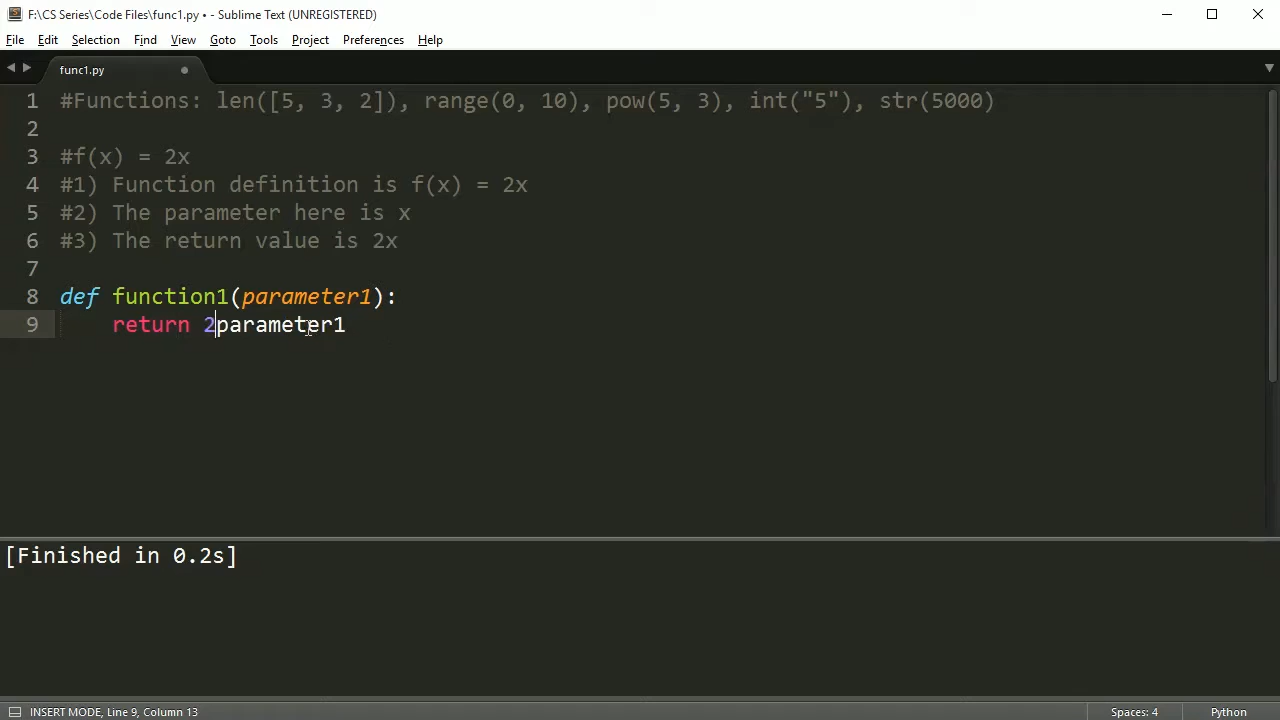 F:\CS Series\Code Files\func1.py • - Sublime Text (UNREGISTERED)
File Edit Selection Find View Goto Tools Project Preferences Help
func1.py
1 #Functions: len([5, 3, 2]), range(0, 10), pow(5, 3), int("5"), str(5000)
2
3 #f(x) = 2x
4 #1) Function definition is f(x) = 2x
5 #2) The parameter here is x
6 #3) The return value is 2x
7
8 def function1(parameter1):
9 return 2parameter1
[Finished in 0.2s]
INSERT MODE, Line 9, Column 13 Spaces: 4 Python